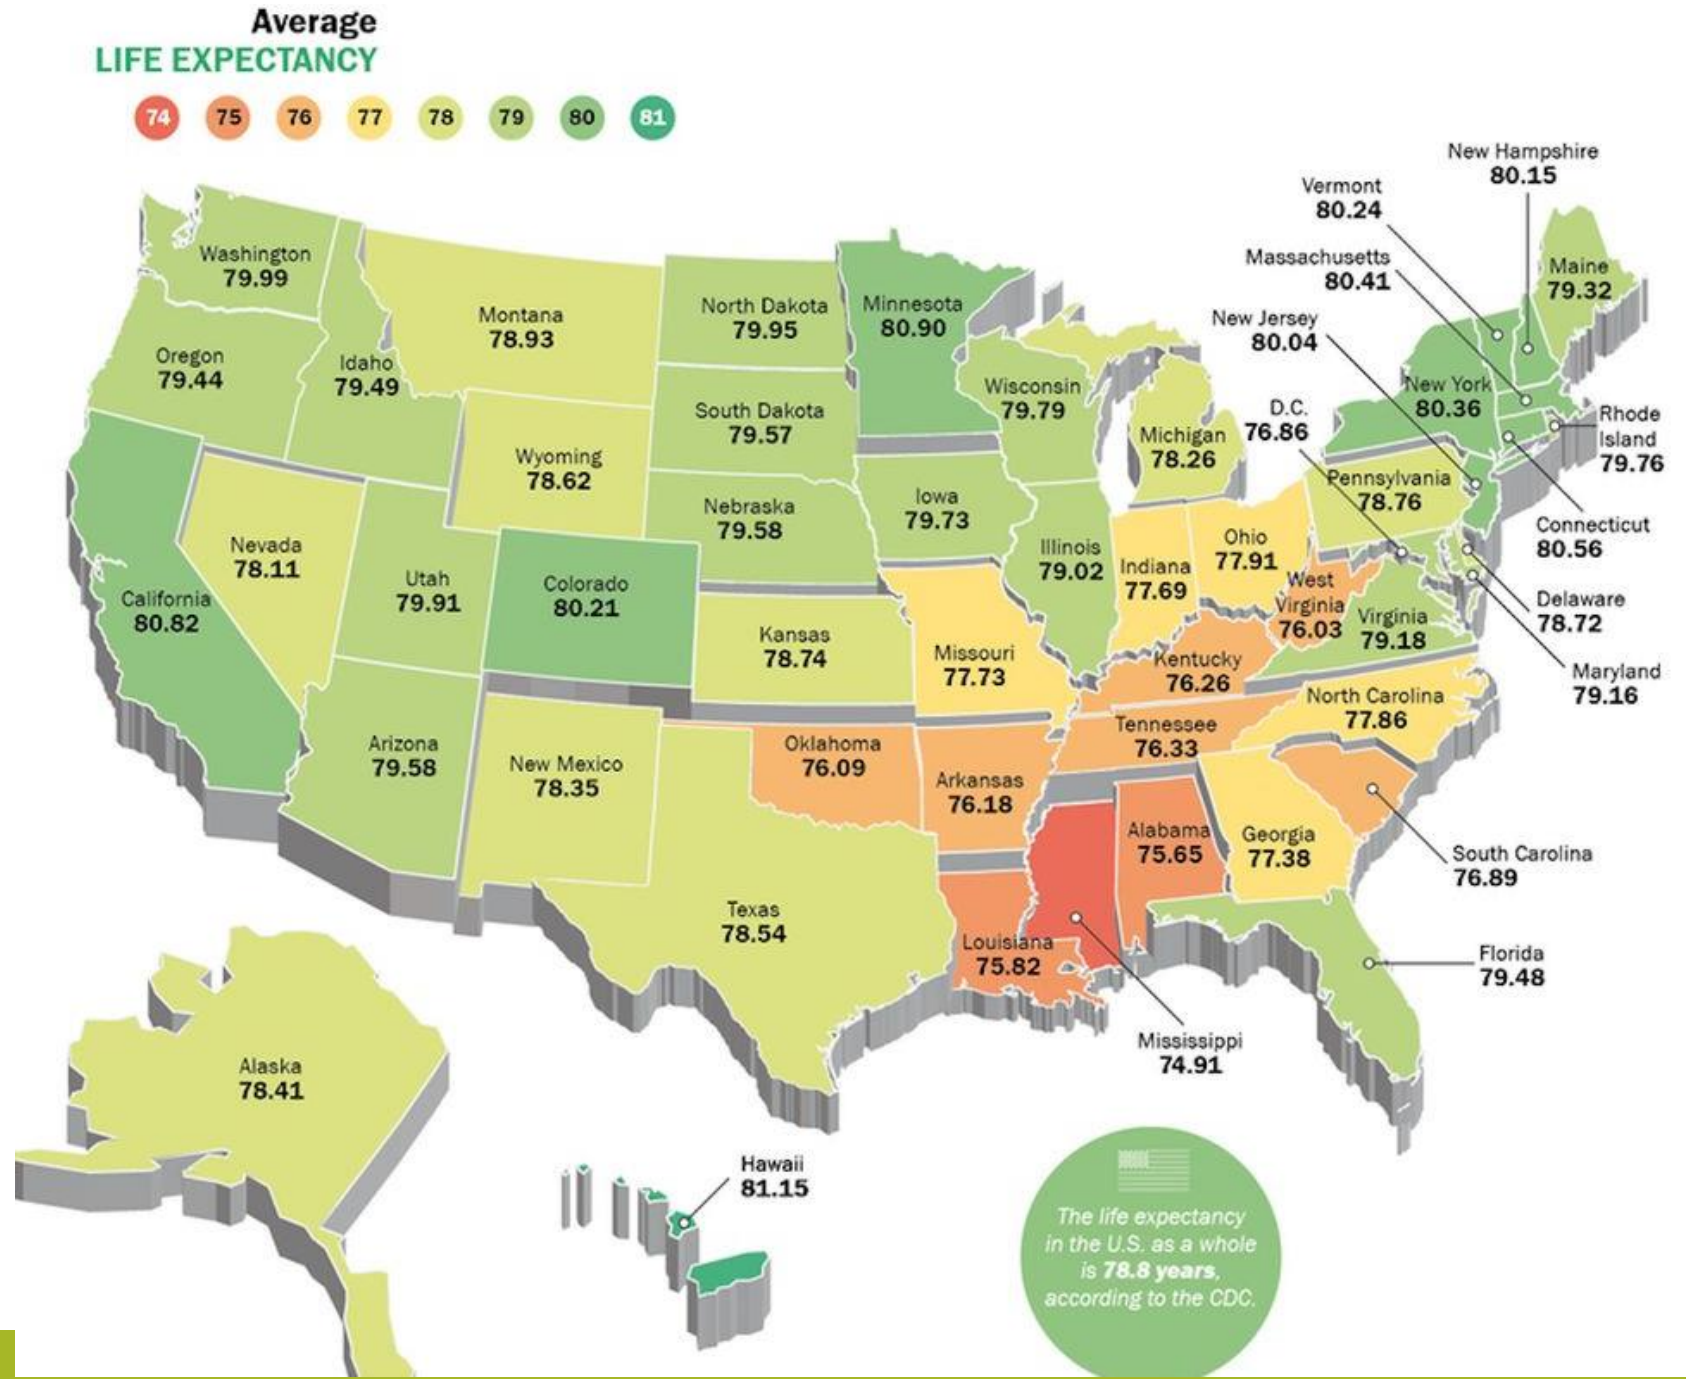 Average
LIFE EXPECTANCY
74 75 76 77 78 79 80 81
New Hampshire
80.15
Vermont
80.24
Massachusetts
80.41
New Jersey
80.04
D.C.
76.86
Maine
79.32
Washington
79.99
Montana
78.93
North Dakota
79.95
Minnesota
80.90
Oregon
79.44
Idaho
79.49
South Dakota
79.57
Wisconsin
79.79
Michigan
78.26
New York
80.36
Rhode
Island
79.76
Wyoming
78.62
Nebraska
79.58
Iowa
79.73
Pennsylvania
78.76
Connecticut
80.56
Nevada
78.11
Utah
79.91
Colorado
80.21
Illinois
79.02
Indiana
77.69
Ohio
77.91
West
Virginia
76.03
Virginia
79.18
Delaware
78.72
Maryland
79.16
California
80.82
Kansas
78.74
Missouri
77.73
Kentucky
76.26
North Carolina
77.86
Tennessee
76.33
Arizona
79.58
New Mexico
78.35
Oklahoma
76.09
Arkansas
76.18
Alabama
75.65
Georgia
77.38
South Carolina
76.89
Texas
78.54
Louisiana
75.82
Florida
79.48
Mississippi
74.91
Alaska
78.41
Hawaii
81.15
The life expectancy
in the U.S. as a whole
is 78.8 years,
according to the CDC.